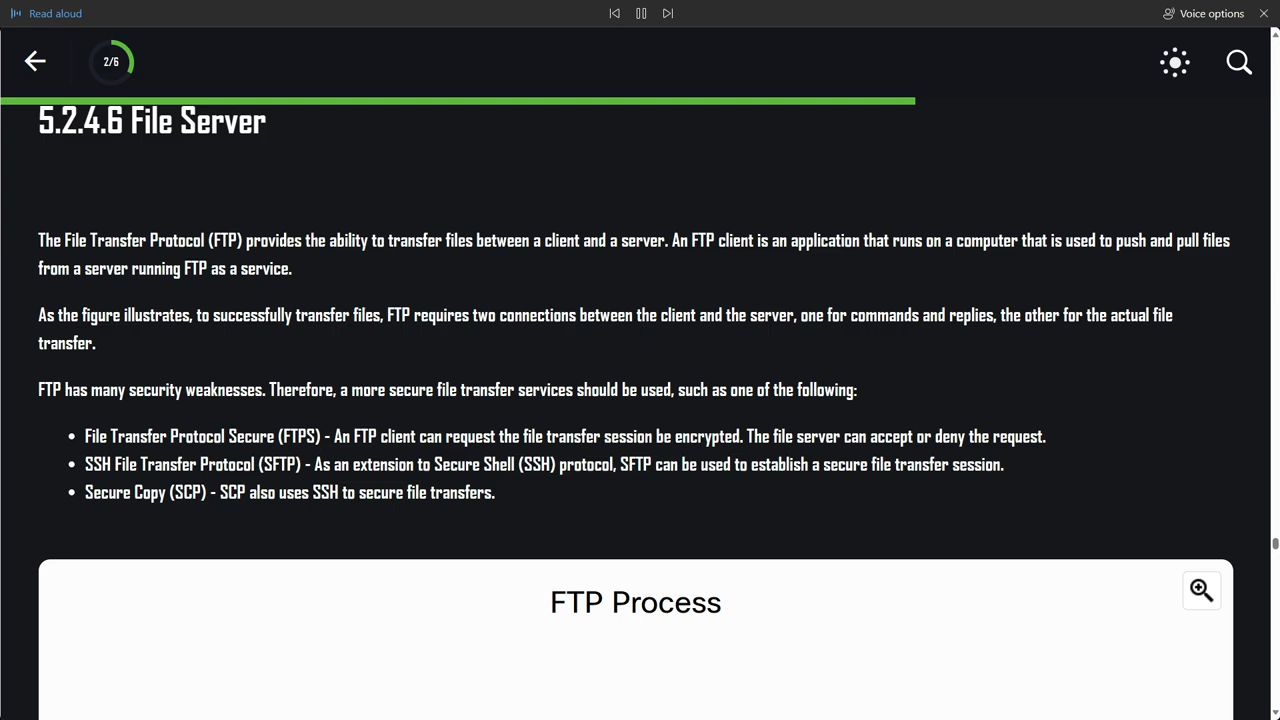 Read aloud
Voice options
2/6
5.2.4.6 File Server
The File Transfer Protocol (FTP) provides the ability to transfer files between a client and a server. An FTP client is an application that runs on a computer that is used to push and pull files
from a server running FTP as a service.
As the figure illustrates, to successfully transfer files, FTP requires two connections between the client and the server, one for commands and replies, the other for the actual file
transfer.
FTP has many security weaknesses. Therefore, a more secure file transfer services should be used, such as one of the following:
• File Transfer Protocol Secure (FTPS) - An FTP client can request the file transfer session be encrypted. The file server can accept or deny the request.
• SSH File Transfer Protocol (SFTP) - As an extension to Secure Shell (SSH) protocol, SFTP can be used to establish a secure file transfer session.
• Secure Copy (SCP) - SCP also uses SSH to secure file transfers.
FTP Process